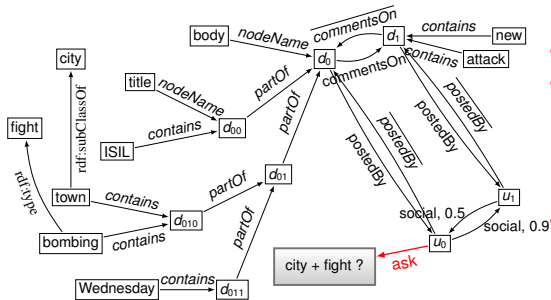 body
nodeName
commentsOn
d1
contains
new
attack
contains
commentsOn
d0
city
title
nodeName
partOf
contains
d00
ISIL
partOf
fight
rdf:subClassOf
rdf:type
town
contains
partOf
d01
bombing
contains
d010
partOf
Wednesday
contains
d011
postedBy
postedBy
postedBy
postedBy
u1
social, 0.5
social, 0.9
u0
ask
city + fight ?